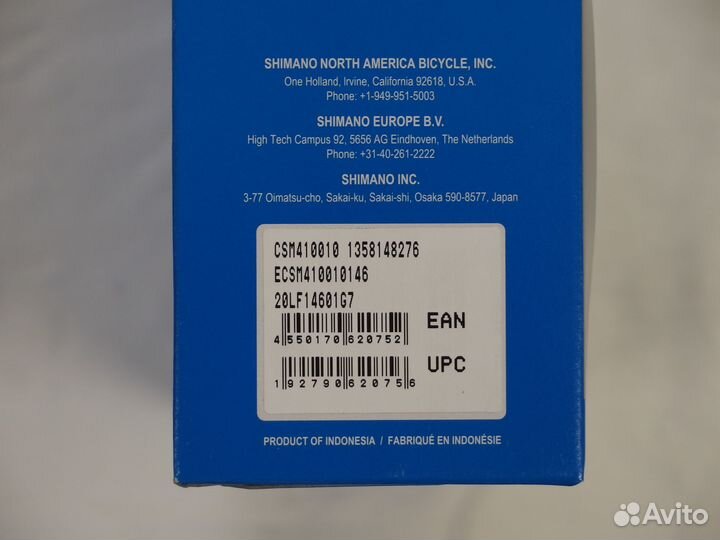 SHIMANO NORTH AMERICA BICYCLE, INC.
One Holland, Irvine, California 92618, U.S.A.
Phone: +1-949-951-5003
SHIMANO EUROPE B.V.
High Tech Campus 92, 5656 AG Eindhoven, The Netherlands
Phone: +31-40-261-2222
SHIMANO INC.
3-77 Oimatsu-cho, Sakai-ku, Sakai-shi, Osaka 590-8577, Japan
CSM410010 1358148276
ECSM410010146
20LF14601G7
4 550170 620752 EAN
1 92790 62075 6 UPC
PRODUCT OF INDONESIA / FABRIQUÉ EN INDONÉSIE
Avito